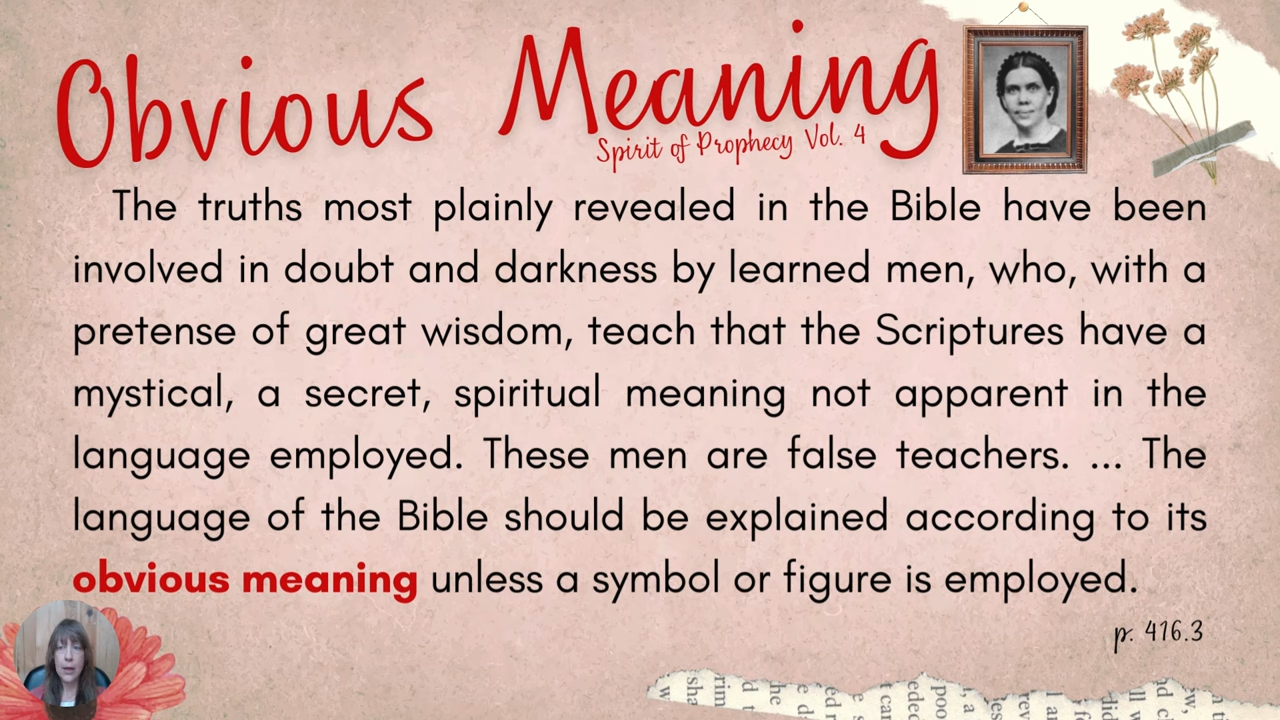 Obvious Meaning
Spirit of Prophecy Vol. 4
The truths most plainly revealed in the Bible have been
involved in doubt and darkness by learned men, who, with a
pretense of great wisdom, teach that the Scriptures have a
mystical, a secret, spiritual meaning not apparent in the
language employed. These men are false teachers. ... The
language of the Bible should be explained according to its
obvious meaning unless a symbol or figure is employed.
p. 416.3